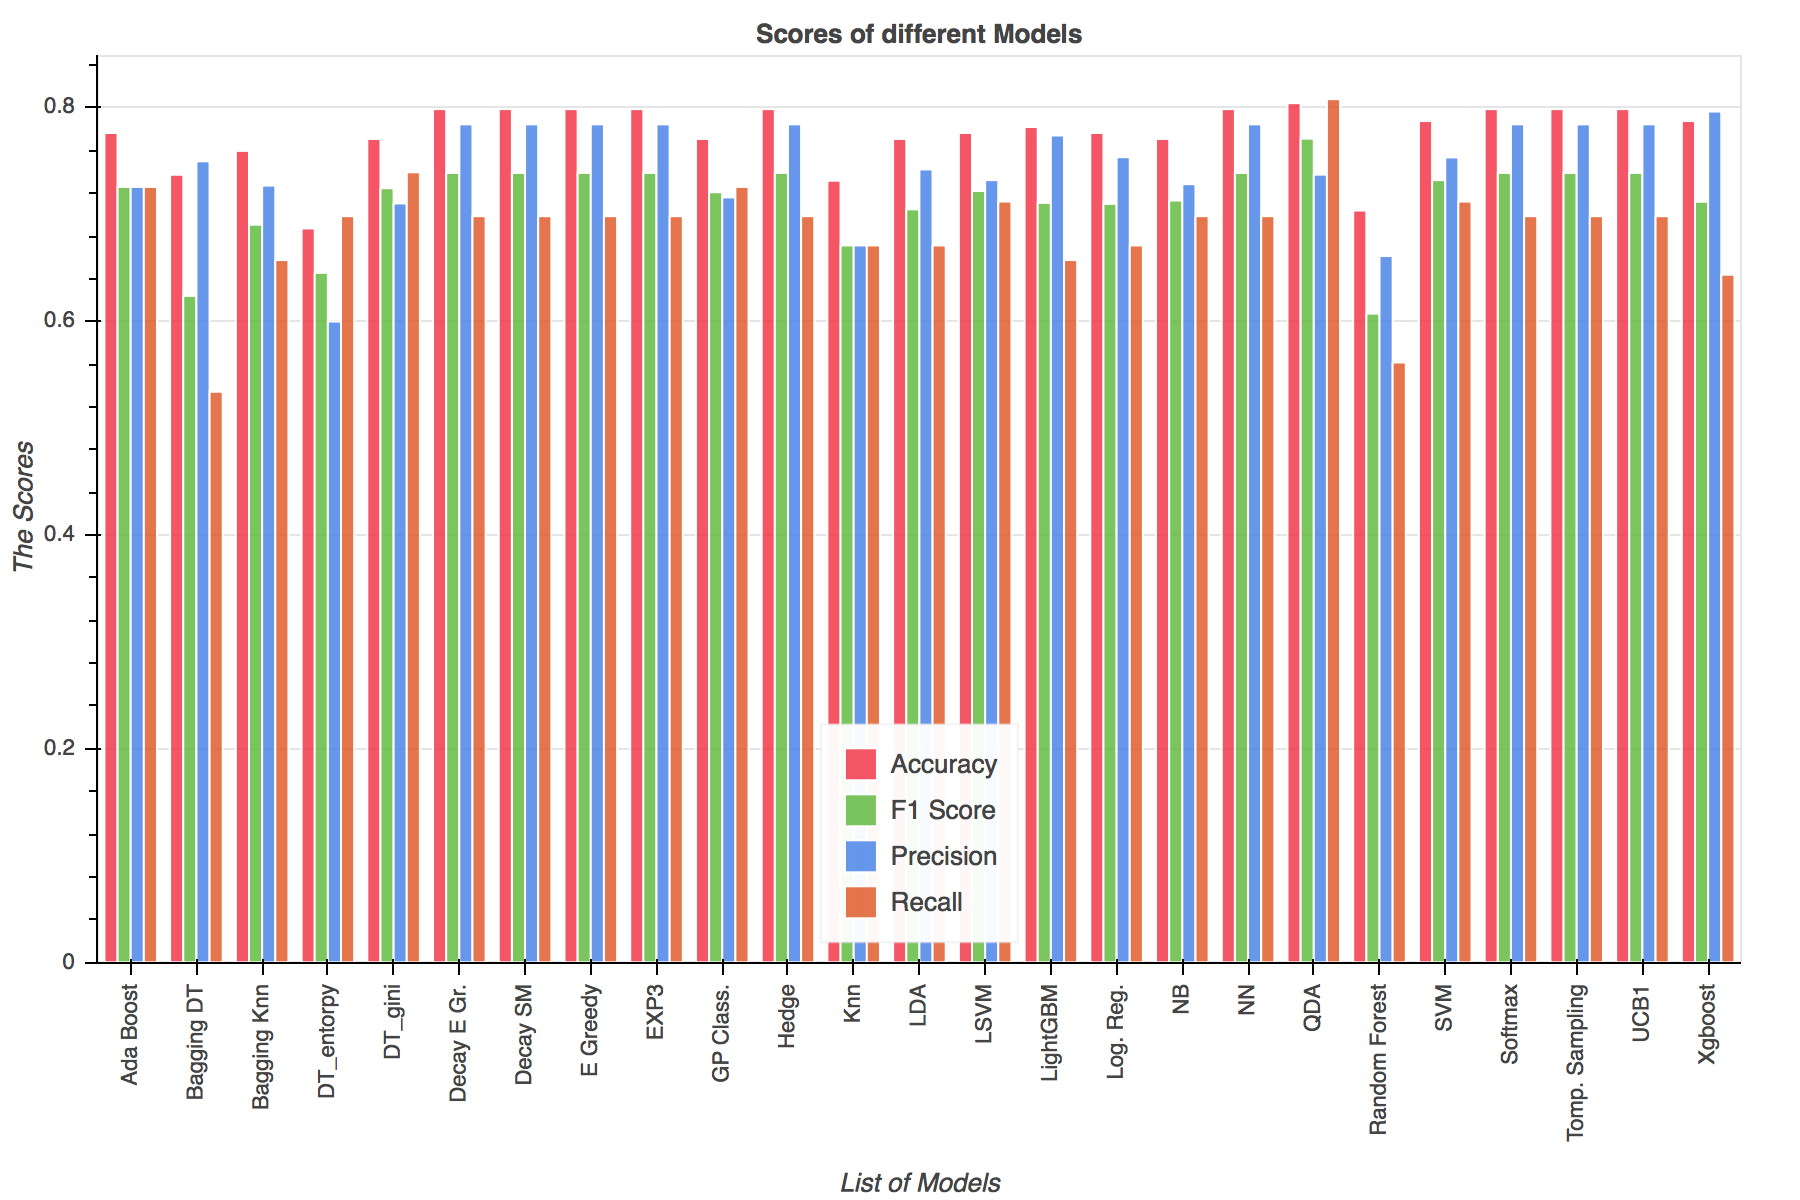 Scores of different Models
The Scores
0.8
0.6
0.4
0.2
0
Accuracy
F1 Score
Precision
Recall
Ada Boost
Bagging DT
Bagging Knn
DT_entorpy
DT_gini
Decay E Gr.
Decay SM
E Greedy
EXP3
GP Class.
Hedge
Knn
LDA
LSVM
LightGBM
Log. Reg.
NB
NN
QDA
Random Forest
SVM
Softmax
Tomp. Sampling
UCB1
Xgboost
List of Models